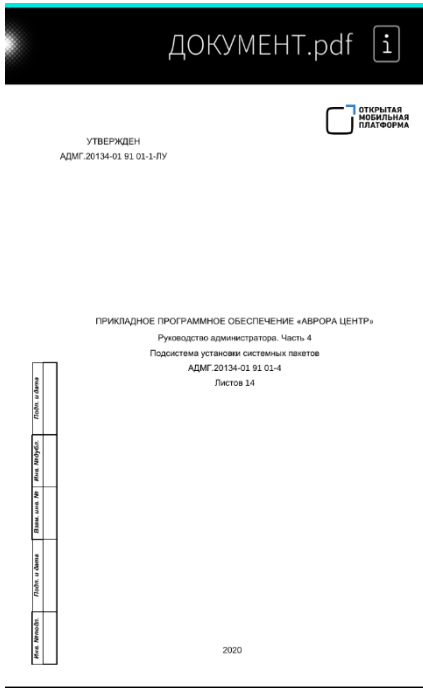 ДОКУМЕНТ.pdf
ОТКРЫТАЯ
МОБИЛЬНАЯ
ПЛАТФОРМА
УТВЕРЖДЕН
АДМГ.20134-01 91 01-1-ЛУ
ПРИКЛАДНОЕ ПРОГРАММНОЕ ОБЕСПЕЧЕНИЕ «АВРОРА ЦЕНТР»
Руководство администратора. Часть 4
Подсистема установки системных пакетов
АДМГ.20134-01 91 01-4
Листов 14
Подп. и дата
Инв. №дубл.
Взам. инв. №
Подп. и дата
Инв. №подл.
2020